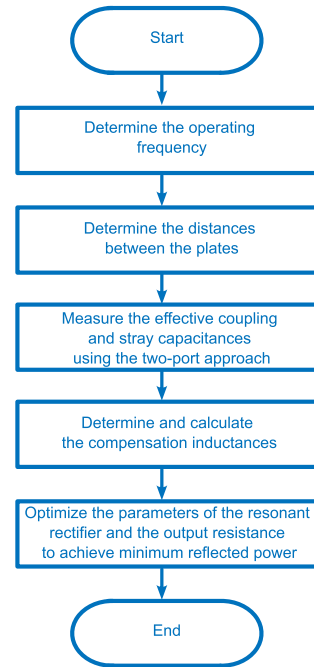 Start
Determine the operating
frequency
Determine the distances
between the plates
Measure the effective coupling
and stray capacitances
using the two-port approach
Determine and calculate
the compensation inductances
Optimize the parameters of the resonant
rectifier and the output resistance
to achieve minimum reflected power
End